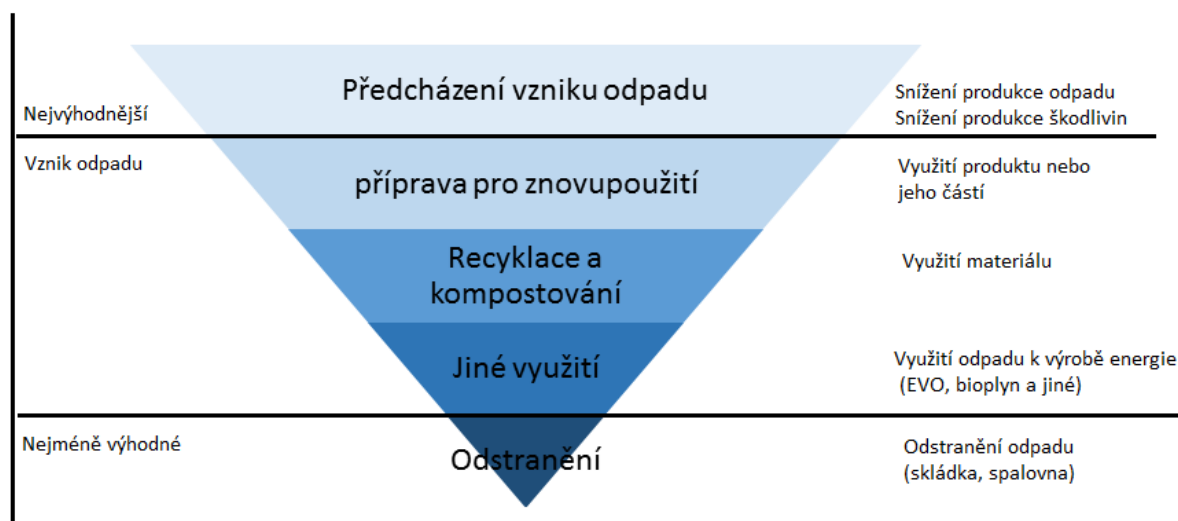 Předcházení vzniku odpadu
Snížení produkce odpadu
Nejvýhodnější
Snížení produkce škodlivin
Vznik odpadu
příprava pro znovupoužití
Využití produktu nebo
jeho částí
Recyklace a
kompostování
Využití materiálu
Jiné využití
Využití odpadu k výrobě energie
(EVO, bioplyn a jiné)
Nejméně výhodné
Odstranění
Odstranění odpadu
(skládka, spalovna)